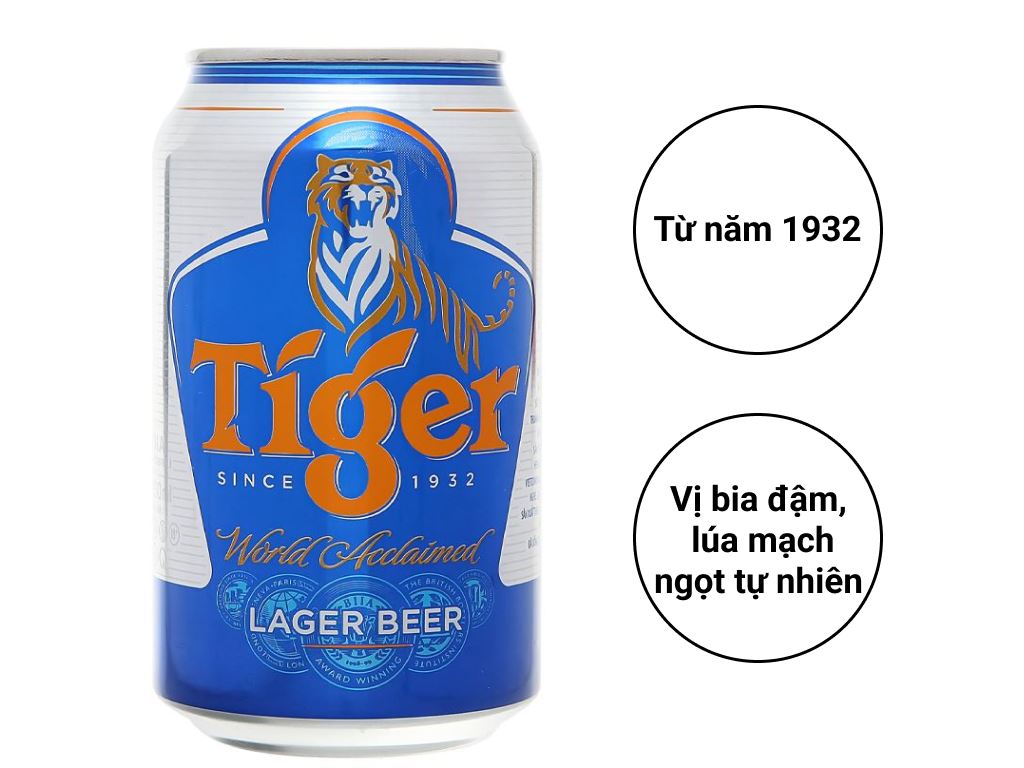 Tiger
SINCE 1932
World Acclaimed
LAGER BEER
AWARD WINNING
Từ năm 1932
Vị bia đậm,
lúa mạch
ngọt tự nhiên